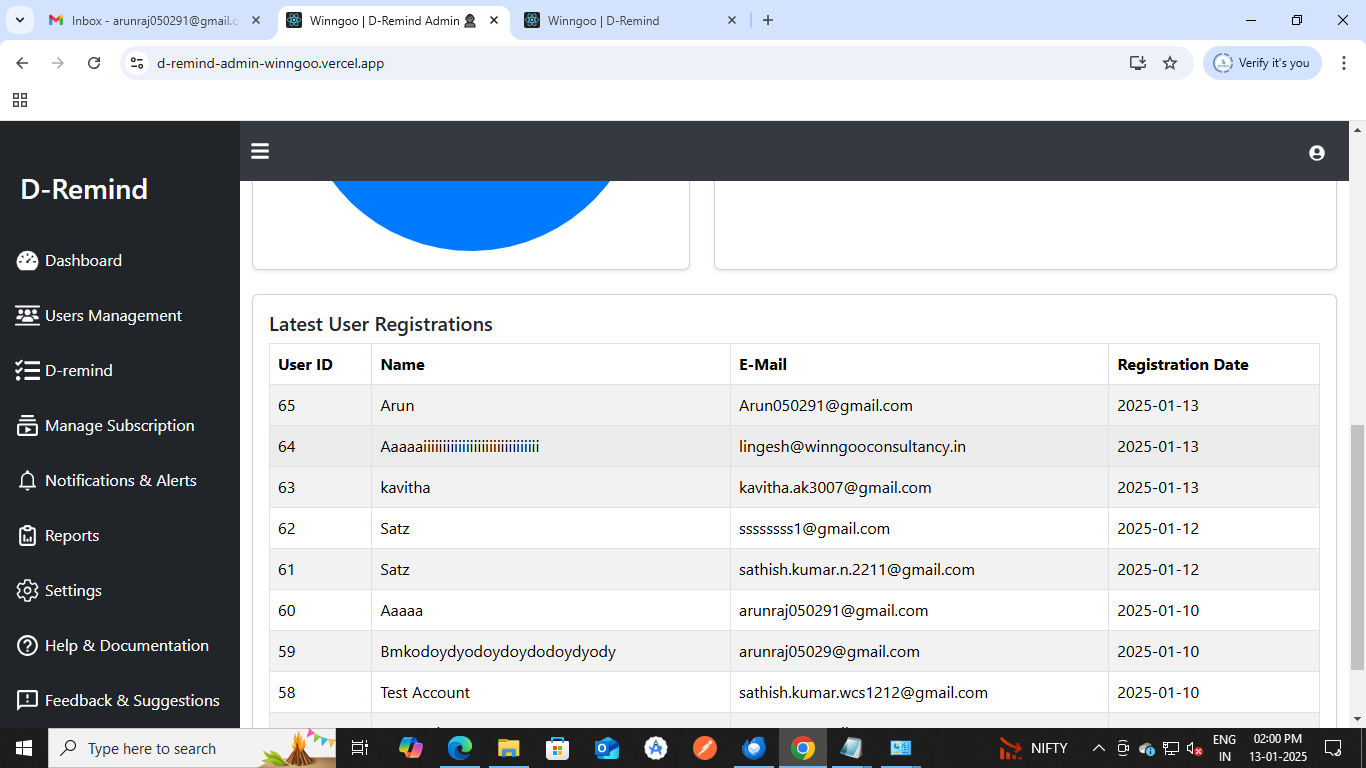 Inbox - arunraj050291@gmail.c
Winngoo | D-Remind Admin
Winngoo | D-Remind
d-remind-admin-winngoo.vercel.app
Verify it's you
D-Remind
Dashboard
Users Management
D-remind
Manage Subscription
Notifications & Alerts
Reports
Settings
Help & Documentation
Feedback & Suggestions
Latest User Registrations
User ID Name E-Mail Registration Date
65 Arun Arun050291@gmail.com 2025-01-13
64 Aaaaaiiiiiiiiiiiiiiiiiiiiiiiiiiiiii lingesh@winngooconsultancy.in 2025-01-13
63 kavitha kavitha.ak3007@gmail.com 2025-01-13
62 Satz ssssssss1@gmail.com 2025-01-12
61 Satz sathish.kumar.n.2211@gmail.com 2025-01-12
60 Aaaaa arunraj050291@gmail.com 2025-01-10
59 Bmkodoydyodoydoydodoydyody arunraj05029@gmail.com 2025-01-10
58 Test Account sathish.kumar.wcs1212@gmail.com 2025-01-10
Type here to search
NIFTY
ENG
IN
02:00 PM
13-01-2025